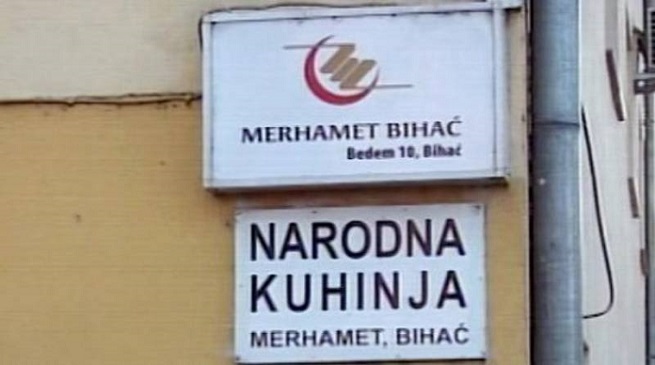 MERHAMET BIHAĆ
Bedem 10, Bihać
NARODNA
KUHINJA
MERHAMET, BIHAĆ